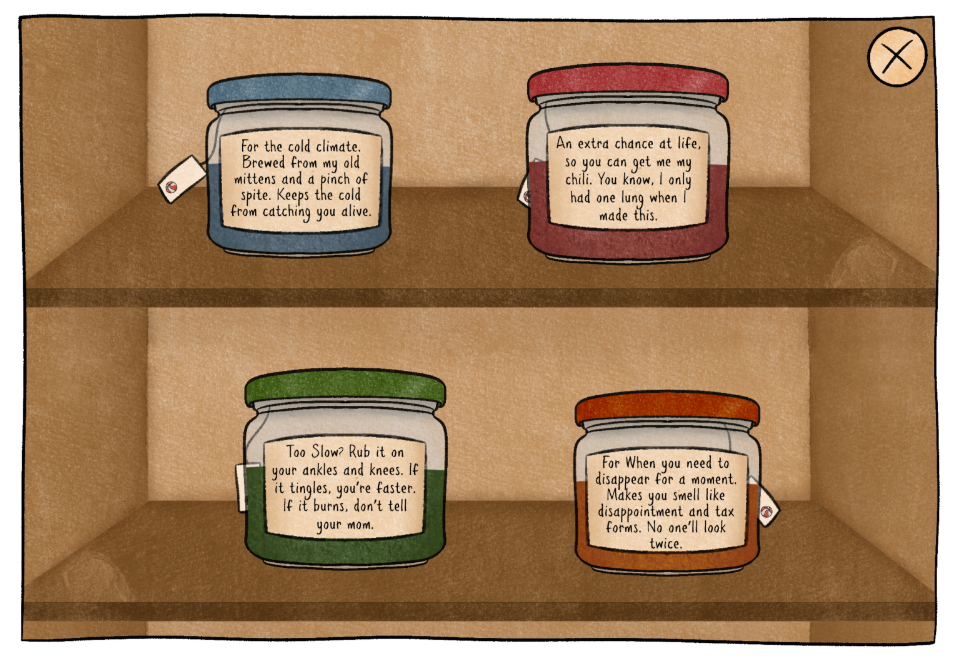 For the cold climate.
Brewed from my old
mittens and a pinch of
spite. Keeps the cold
from catching you alive.
An extra chance at life,
so you can get me my
chili. You know, I only
had one lung when I
made this.
Too Slow? Rub it on
your ankles and knees. If
it tingles, you're faster.
If it burns, don't tell
your mom.
For When you need to
disappear for a moment.
Makes you smell like
disappointment and tax
forms. No one'll look
twice.